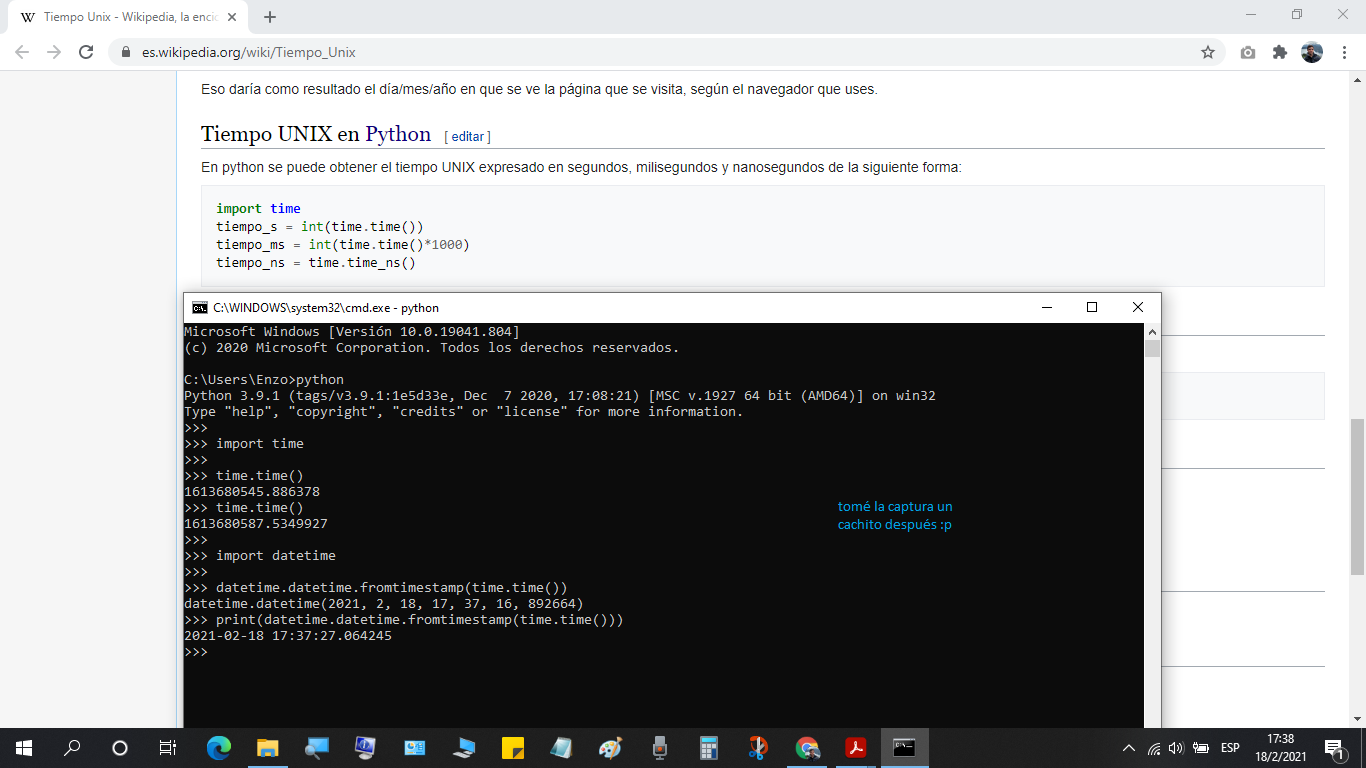 Tiempo Unix - Wikipedia, la enci
es.wikipedia.org/wiki/Tiempo_Unix
Eso daría como resultado el día/mes/año en que se ve la página que se visita, según el navegador que uses.
Tiempo UNIX en Python [ editar ]
En python se puede obtener el tiempo UNIX expresado en segundos, milisegundos y nanosegundos de la siguiente forma:
import time
tiempo_s = int(time.time())
tiempo_ms = int(time.time()*1000)
tiempo_ns = time.time_ns()
C:\WINDOWS\system32\cmd.exe - python
Microsoft Windows [Versión 10.0.19041.804]
(c) 2020 Microsoft Corporation. Todos los derechos reservados.
C:\Users\Enzo>python
Python 3.9.1 (tags/v3.9.1:1e5d33e, Dec  7 2020, 17:08:21) [MSC v.1927 64 bit (AMD64)] on win32
Type "help", "copyright", "credits" or "license" for more information.
>>>
>>> import time
>>>
>>> time.time()
1613680545.886378
>>> time.time()
1613680587.5349927
>>>
>>> import datetime
>>>
>>> datetime.datetime.fromtimestamp(time.time())
datetime.datetime(2021, 2, 18, 17, 37, 16, 892664)
>>> print(datetime.datetime.fromtimestamp(time.time()))
2021-02-18 17:37:27.064245
>>>
tomé la captura un
cachito después :p
ESP
17:38
18/2/2021
1